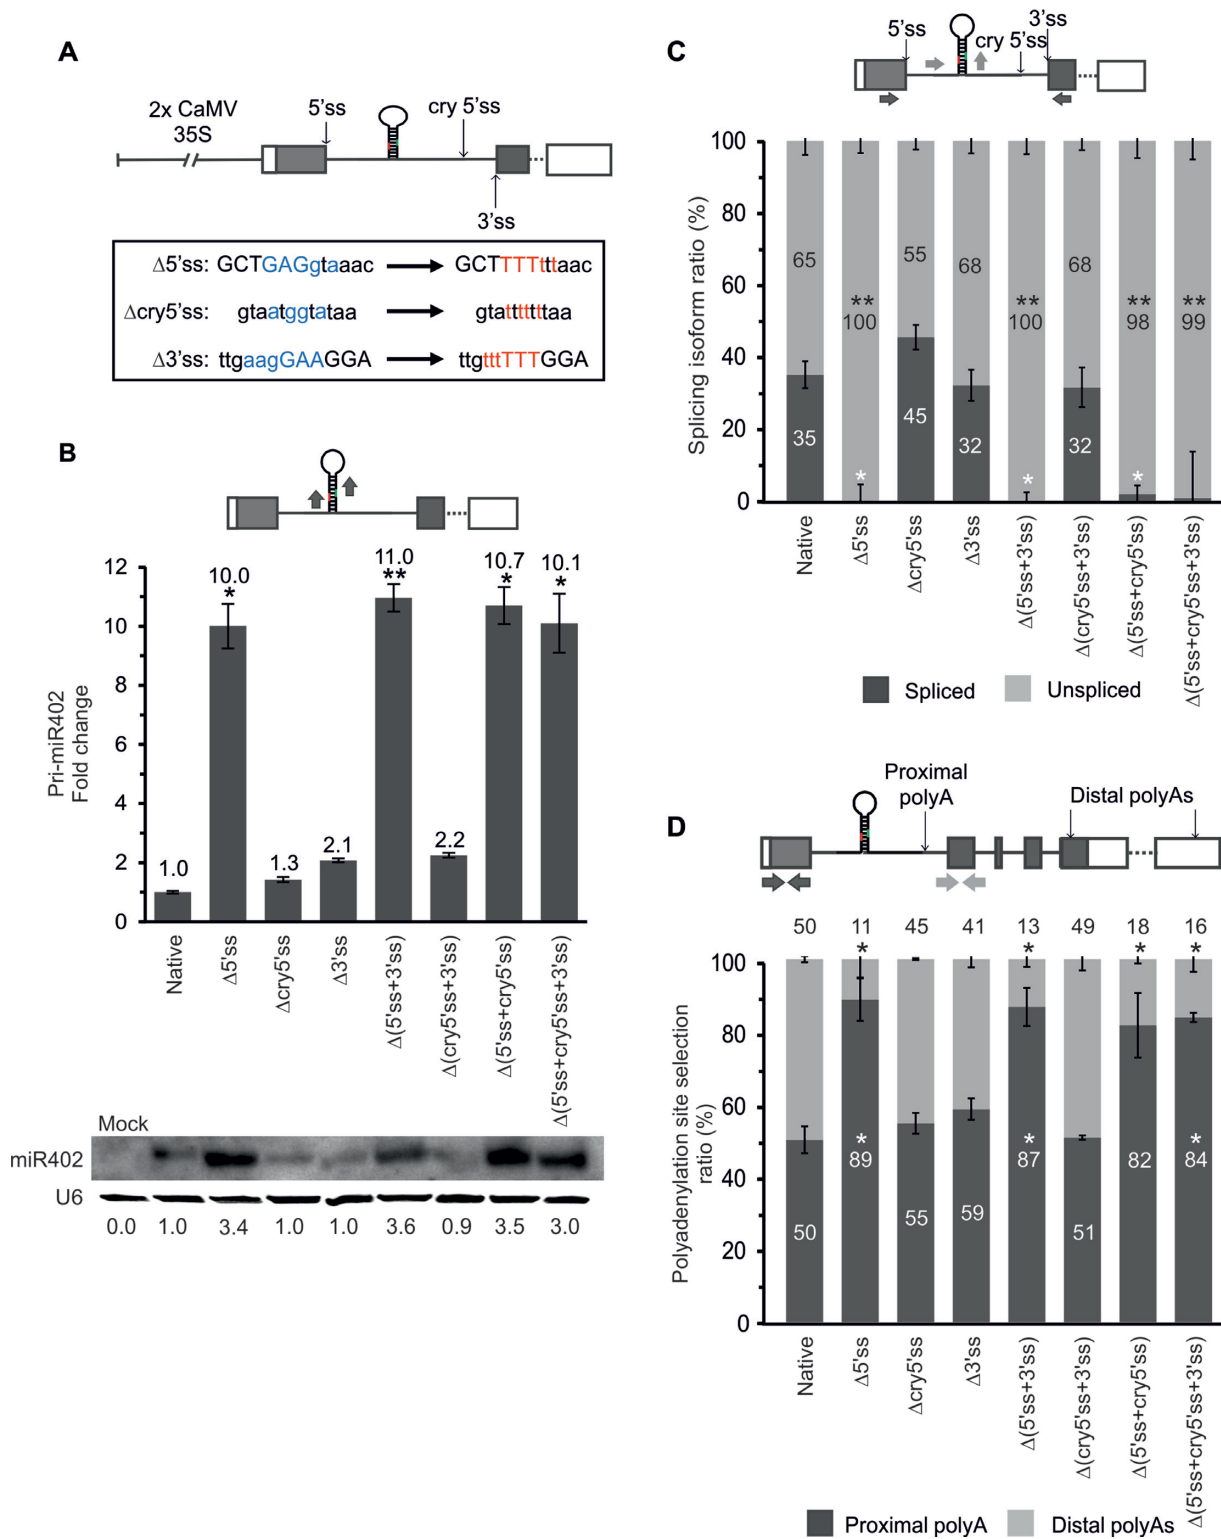 A
2x CaMV
35S
5'ss
cry 5'ss
3'ss
Δ5'ss: GCTGAGgtaaac GCTTTTtttaac
Δcry5'ss: gtaatggtataa gtattttttaa
Δ3'ss: ttgaagGAAGGA ttgtttTTTGGA
B
Pri-miR402
Fold change
12
10
8
6
4
2
0
1.0
10.0
*
1.3
2.1
11.0
**
2.2
10.7
*
10.1
*
Native
Δ5'ss
Δcry5'ss
Δ3'ss
Δ(5'ss+3'ss)
Δ(cry5'ss+3'ss)
Δ(5'ss+cry5'ss)
Δ(5'ss+cry5'ss+3'ss)
Mock
miR402
U6
0.0 1.0 3.4 1.0 1.0 3.6 0.9 3.5 3.0
C
5'ss
cry 5'ss
3'ss
Splicing isoform ratio (%)
100
80
60
40
20
0
65
**
100
55
68
**
100
68
**
98
**
99
35
*
45
32
*
32
*
Native
Δ5'ss
Δcry5'ss
Δ3'ss
Δ(5'ss+3'ss)
Δ(cry5'ss+3'ss)
Δ(5'ss+cry5'ss)
Δ(5'ss+cry5'ss+3'ss)
Spliced Unspliced
D
Proximal
polyA
Distal polyAs
Polyadenylation site selection
ratio (%)
100
80
60
40
20
0
50 11 45 41 13 49 18 16
* * * *
50
*
89
55
59
*
87
51
82
*
84
Native
Δ5'ss
Δcry5'ss
Δ3'ss
Δ(5'ss+3'ss)
Δ(cry5'ss+3'ss)
Δ(5'ss+cry5'ss)
Δ(5'ss+cry5'ss+3'ss)
Proximal polyA Distal polyAs